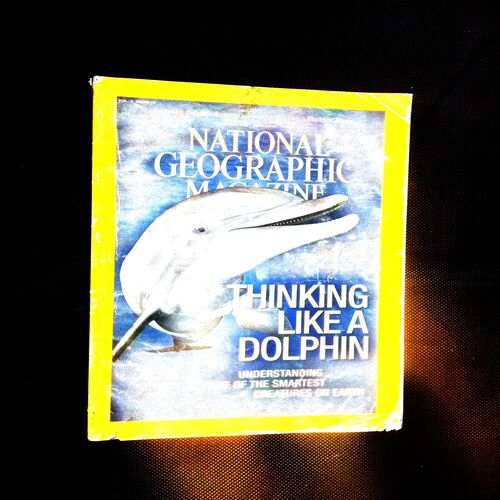 NATIONAL
GEOGRAPHIC
MAGAZINE
THINKING
LIKE A
DOLPHIN
UNDERSTANDING
OF THE SMARTEST
CREATURES ON EARTH